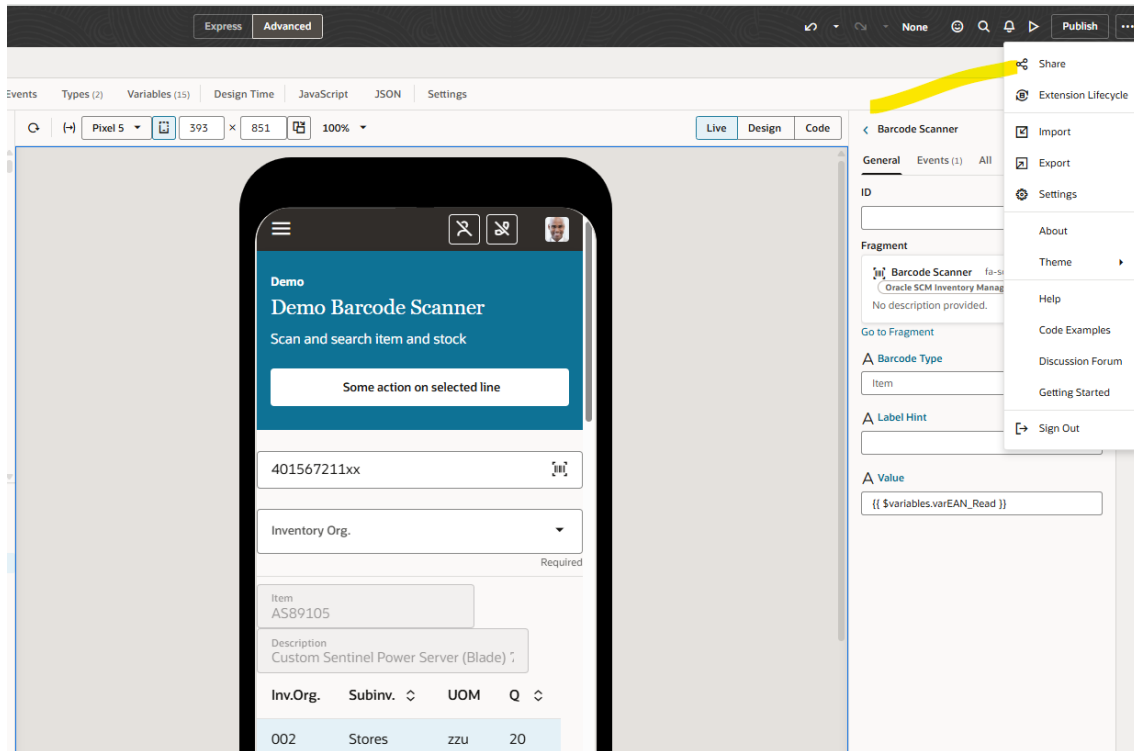 Express Advanced
None
Publish
Events Types (2) Variables (15) Design Time JavaScript JSON Settings
Pixel 5 393 × 851 100%
Live Design Code
Demo
Demo Barcode Scanner
Scan and search item and stock
Some action on selected line
401567211xx
Inventory Org.
Required
Item
AS89105
Description
Custom Sentinel Power Server (Blade)
Inv.Org. Subinv. UOM Q
002 Stores zzu 20
Barcode Scanner
General Events (1) All
ID
Fragment
Barcode Scanner
Oracle SCM Inventory
No description provided.
Go to Fragment
Barcode Type
Item
Label Hint
Value
{{ $variables.varEAN_Read }}
Share
Extension Lifecycle
Import
Export
Settings
About
Theme
Help
Code Examples
Discussion Forum
Getting Started
Sign Out